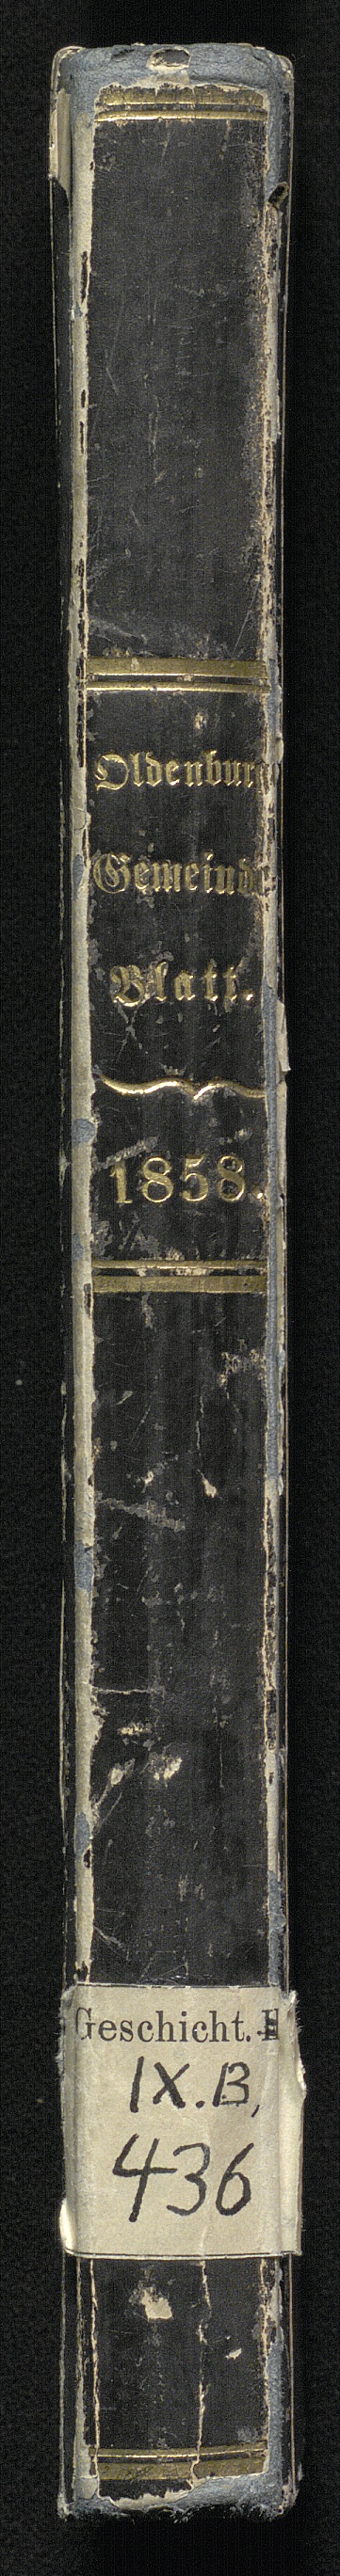 Oldenburg
Gemeinde
Blatt.
1858.
Geschicht.
IX.B,
436